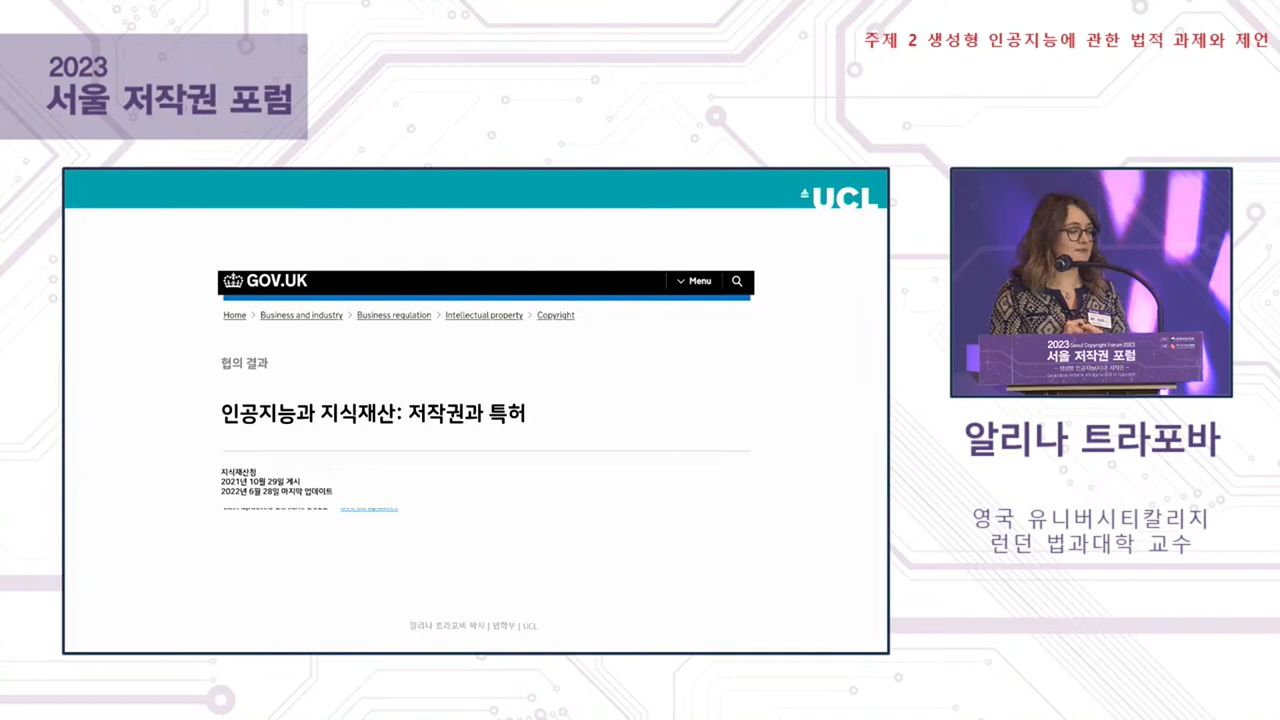 주제 2 생성형 인공지능에 관한 법적 과제와 제언
2023
서울 저작권 포럼
UCL
GOV.UK
Menu
Home > Business and industry > Business regulation > Intellectual property > Copyright
협의 결과
인공지능과 지식재산: 저작권과 특허
지식재산청
2021년 10월 29일 게시
2022년 6월 28일 마지막 업데이트
알리나 트라포바 박사 | 법학부 | UCL
2023 Seoul Copyright Forum 2023
서울 저작권 포럼
알리나 트라포바
영국 유니버시티칼리지
런던 법과대학 교수